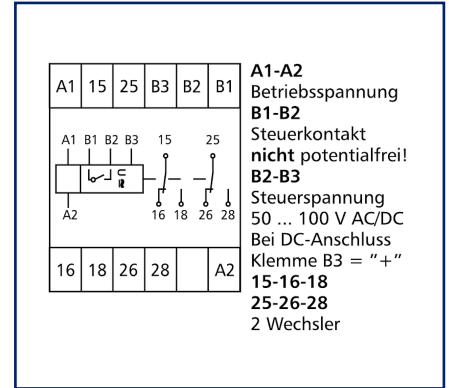 A1 15 25 B3 B2 B1
A1 B1 B2 B3 15 25
U
A2
16 18 26 28
16 18 26 28 A2
A1-A2
Betriebsspannung
B1-B2
Steuerkontakt
nicht potentialfrei!
B2-B3
Steuerspannung
50 ... 100 V AC/DC
Bei DC-Anschluss
Klemme B3 = "+"
15-16-18
25-26-28
2 Wechsler